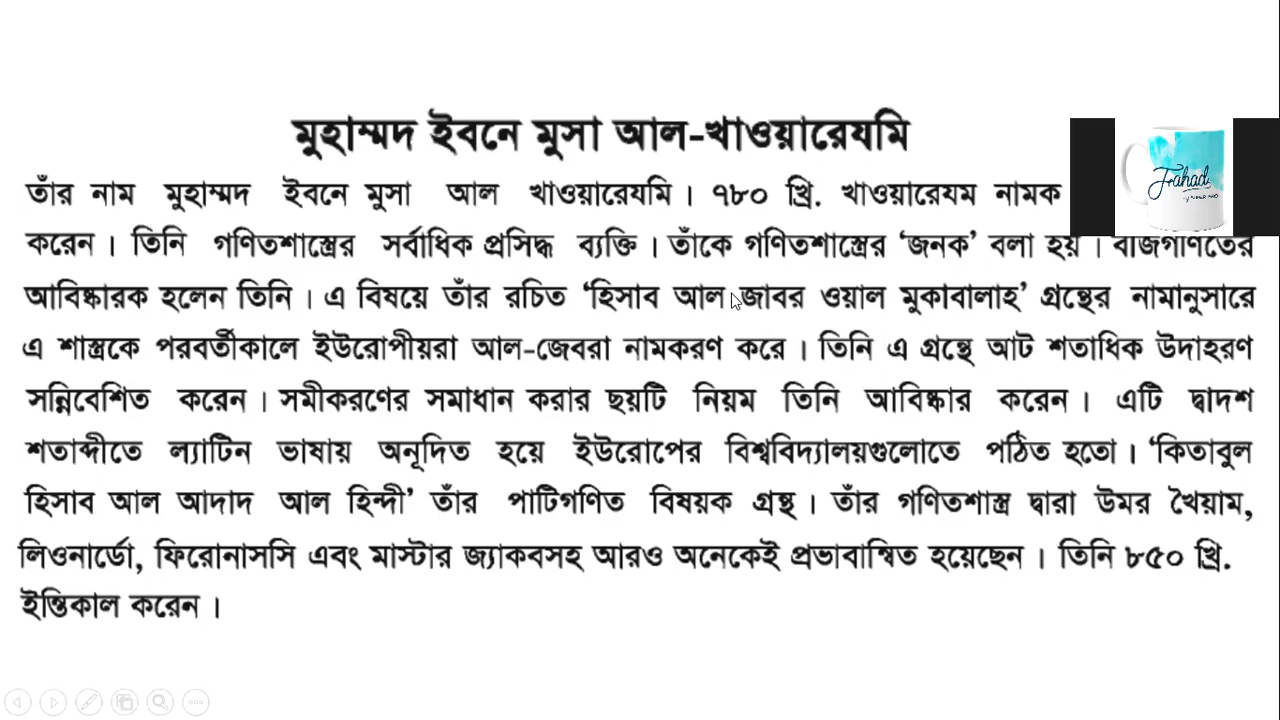 মুহাম্মদ ইবনে মুসা আল-খাওয়ারেযমি
তাঁর নাম মুহাম্মদ ইবনে মুসা আল খাওয়ারেযমি। ৭৮০ খ্রি. খাওয়ারেযম নামক
Frahad
করেন। তিনি গণিতশাস্ত্রের সর্বাধিক প্রসিদ্ধ ব্যক্তি। তাঁকে গণিতশাস্ত্রের ‘জনক’ বলা হয়। বীজগণিতের
আবিষ্কারক হলেন তিনি। এ বিষয়ে তাঁর রচিত ‘হিসাব আল জাবর ওয়াল মুকাবালাহ’ গ্রন্থের নামানুসারে
এ শাস্ত্রকে পরবর্তীকালে ইউরোপীয়রা আল-জেবরা নামকরণ করে। তিনি এ গ্রন্থে আট শতাধিক উদাহরণ
সন্নিবেশিত করেন। সমীকরণের সমাধান করার ছয়টি নিয়ম তিনি আবিষ্কার করেন। এটি দ্বাদশ
শতাব্দীতে ল্যাটিন ভাষায় অনূদিত হয়ে ইউরোপের বিশ্ববিদ্যালয়গুলোতে পঠিত হতো। ‘কিতাবুল
হিসাব আল আদাদ আল হিন্দী’ তাঁর পাটিগণিত বিষয়ক গ্রন্থ। তাঁর গণিতশাস্ত্র দ্বারা উমর খৈয়াম,
লিওনার্ডো, ফিরোনাসসি এবং মাস্টার জ্যাকবসহ আরও অনেকেই প্রভাবান্বিত হয়েছেন। তিনি ৮৫০ খ্রি.
ইন্তিকাল করেন।